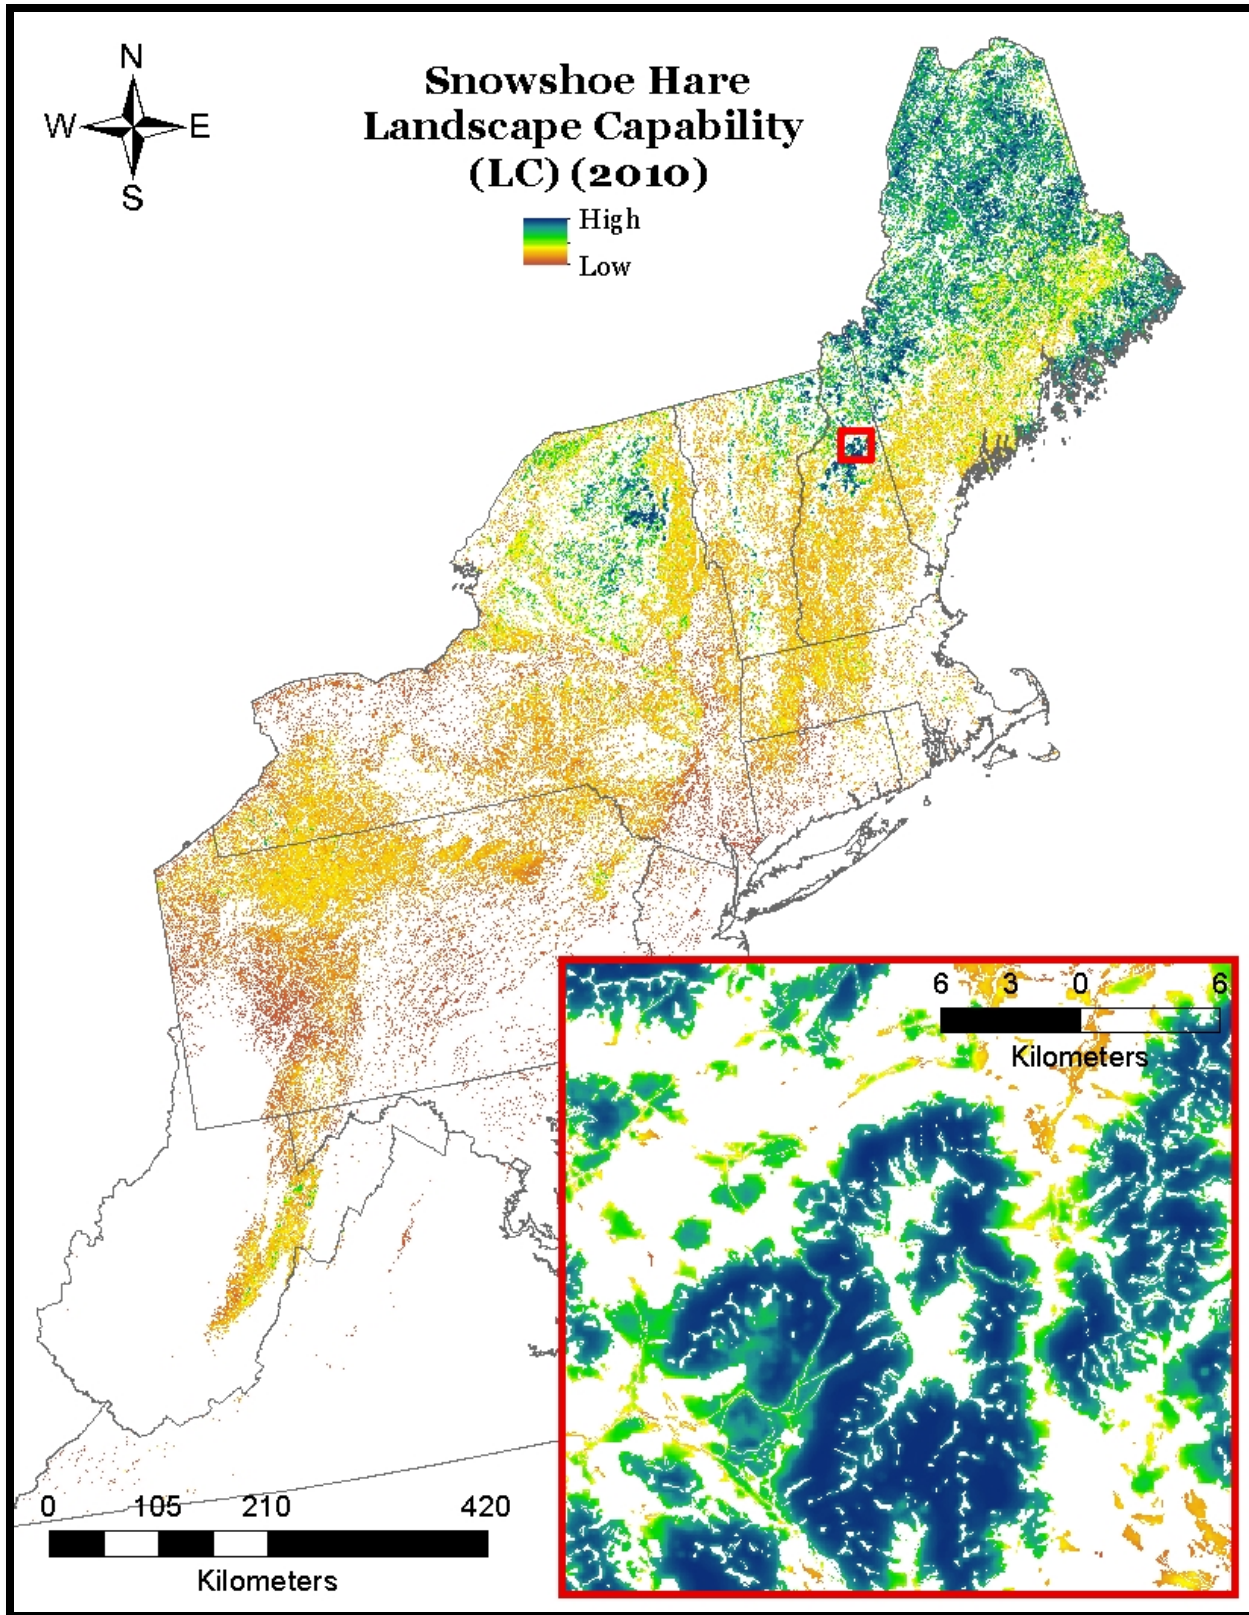 N
W E
S
Snowshoe Hare
Landscape Capability
(LC) (2010)
High
Low
6 3 0 6
Kilometers
0 105 210 420
Kilometers